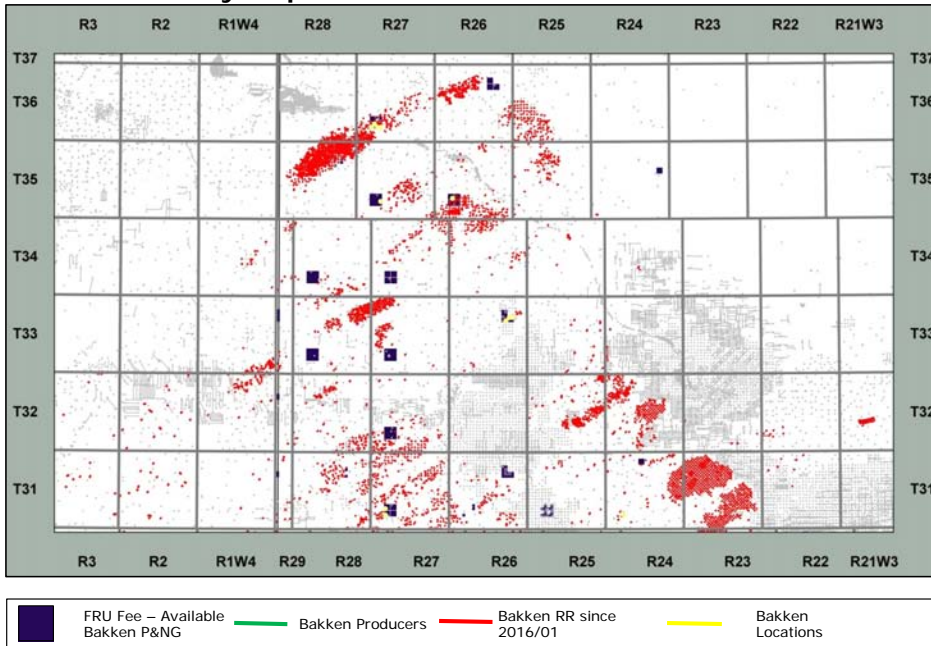 R3 R2 R1W4 R28 R27 R26 R25 R24 R23 R22 R21W3
T37 T37
T36 T36
T35 T35
T34 T34
T33 T33
T32 T32
T31 T31
R3 R2 R1W4 R29 R28 R27 R26 R25 R24 R23 R22 R21W3
FRU Fee – Available
Bakken P&NG
Bakken Producers
Bakken RR since
2016/01
Bakken
Locations